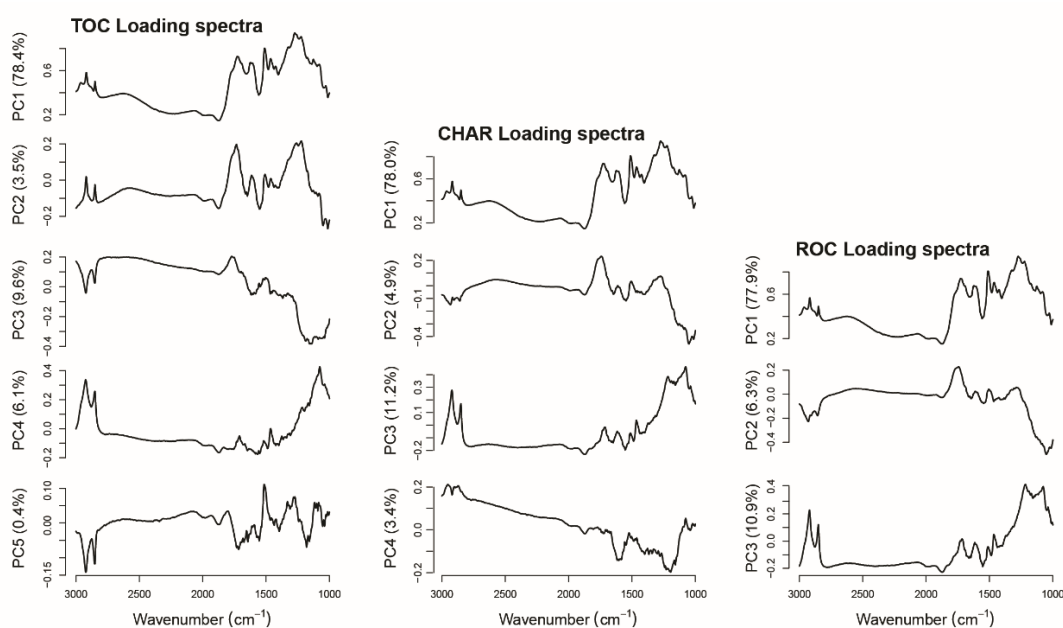 TOC Loading spectra
PC1 (78.4%)
0.6
0.2
PC2 (3.5%)
0.2
0.0
−0.2
PC3 (9.6%)
0.2
0.0
−0.2
−0.4
PC4 (6.1%)
0.4
0.2
0.0
−0.2
PC5 (0.4%)
0.10
0.00
−0.15
3000 2500 2000 1500 1000
Wavenumber (cm−1)
CHAR Loading spectra
PC1 (78.0%)
0.6
0.2
PC2 (4.9%)
0.2
−0.1
−0.4
PC3 (11.2%)
0.3
0.1
−0.2
PC4 (3.4%)
0.2
0.0
−0.2
3000 2500 2000 1500 1000
Wavenumber (cm−1)
ROC Loading spectra
PC1 (77.9%)
0.6
0.2
PC2 (6.3%)
0.2
0.0
−0.4
PC3 (10.9%)
0.4
0.2
0.0
−0.2
3000 2500 2000 1500 1000
Wavenumber (cm−1)